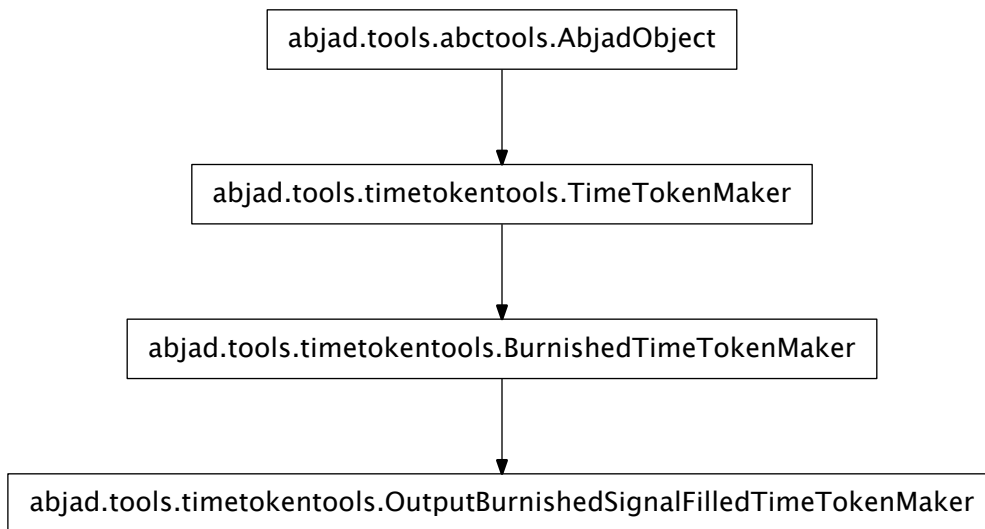 abjad.tools.abctools.AbjadObject
abjad.tools.timetokentools.TimeTokenMaker
abjad.tools.timetokentools.BurnishedTimeTokenMaker
abjad.tools.timetokentools.OutputBurnishedSignalFilledTimeTokenMaker